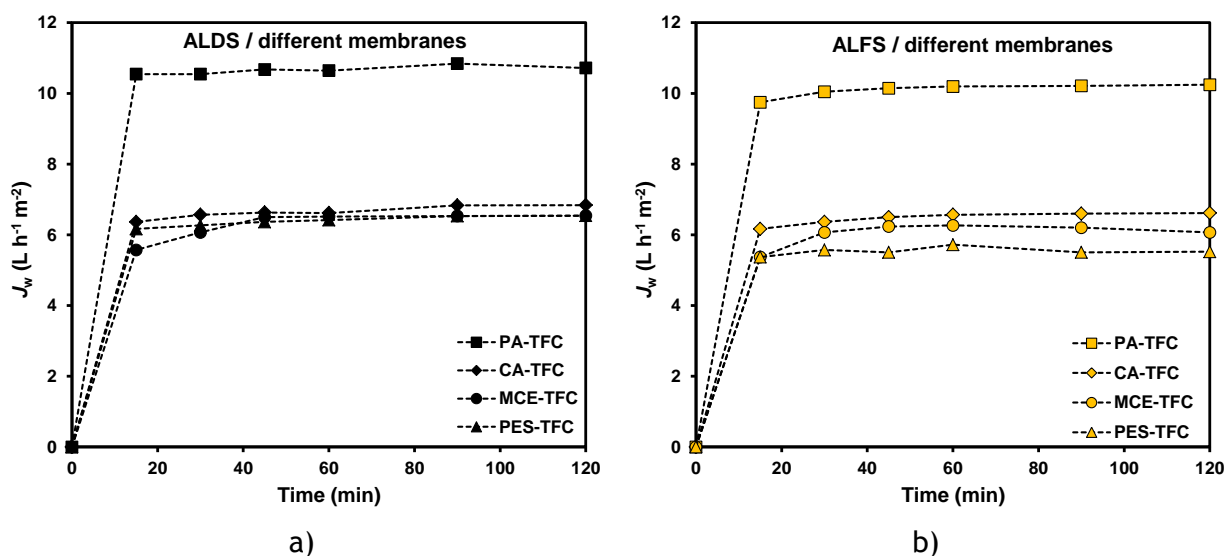 ALDS / different membranes
12
10
8
6
4
2
0
J_w (L h⁻¹ m⁻²)
PA-TFC
CA-TFC
MCE-TFC
PES-TFC
0 20 40 60 80 100 120
Time (min)
a)
ALFS / different membranes
12
10
8
6
4
2
0
J_w (L h⁻¹ m⁻²)
PA-TFC
CA-TFC
MCE-TFC
PES-TFC
0 20 40 60 80 100 120
Time (min)
b)